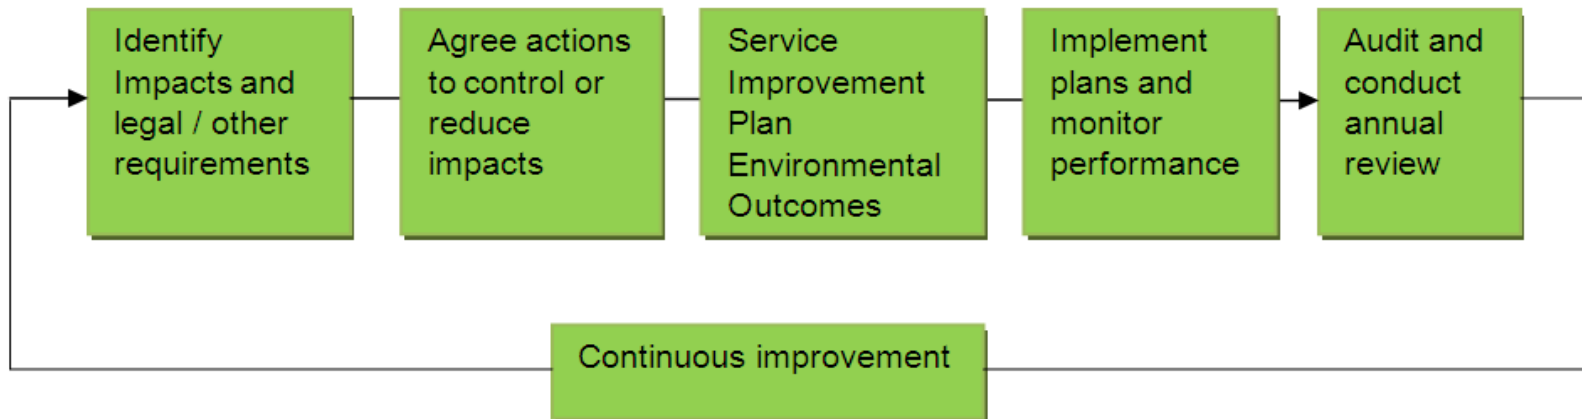 Identify
Impacts and
legal / other
requirements
Agree actions
to control or
reduce
impacts
Service
Improvement
Plan
Environmental
Outcomes
Implement
plans and
monitor
performance
Audit and
conduct
annual
review
Continuous improvement